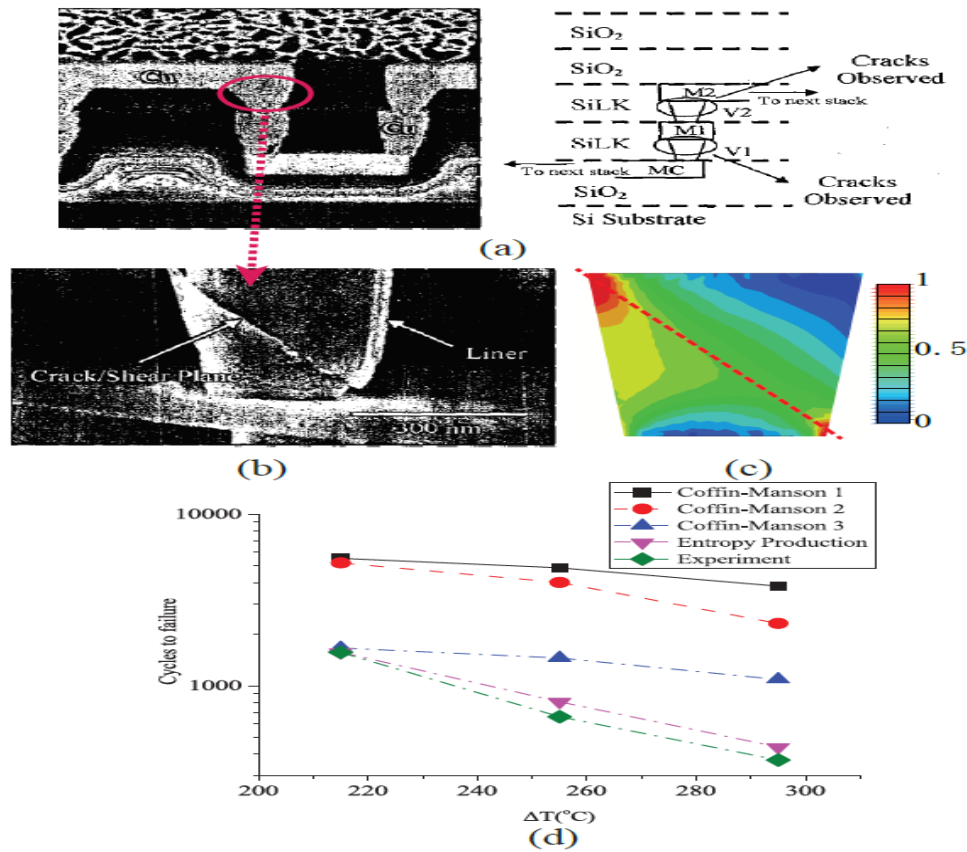 Cu
Cu
SiO2
SiO2
SiLK
SiLK
SiO2
Si Substrate
M2
V2
M1
V1
MC
Cracks
Observed
To next stack
To next stack
Cracks
Observed
(a)
Crack/Shear Plane
Liner
300 nm
(b)
1
0.5
0
(c)
Coffin-Manson 1
Coffin-Manson 2
Coffin-Manson 3
Entropy Production
Experiment
10000
1000
Cycles to failure
200
220
240
260
280
300
ΔT(°C)
(d)